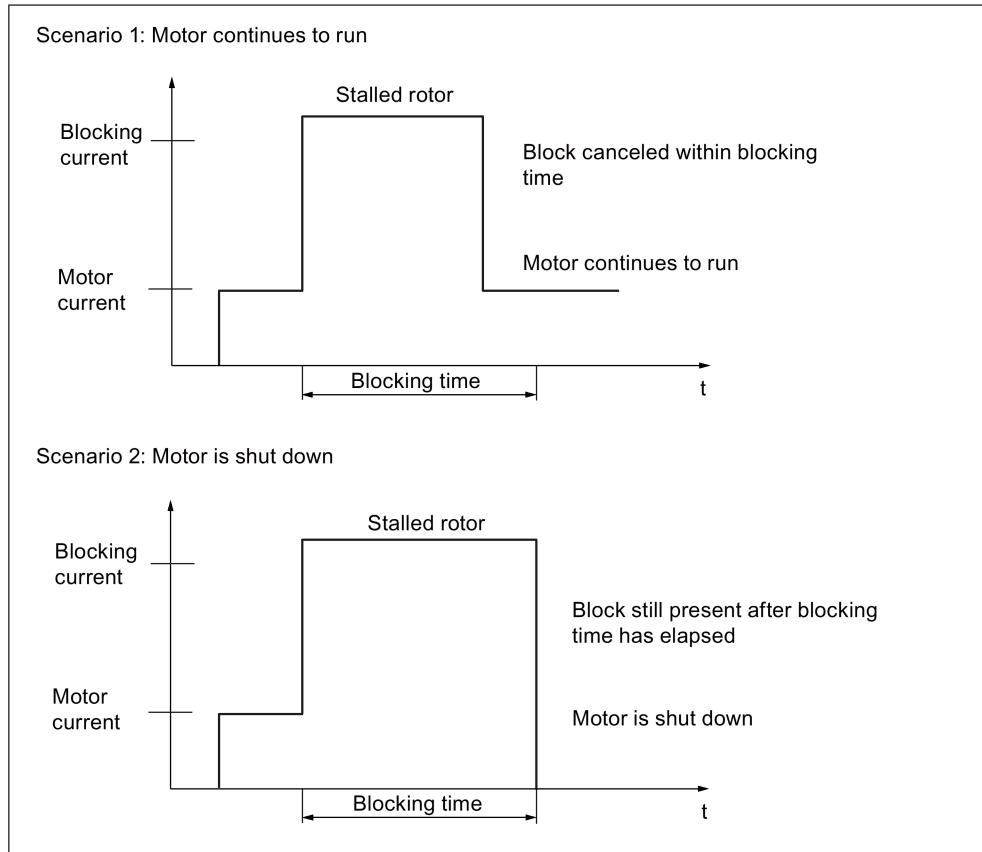 Scenario 1: Motor continues to run
Stalled rotor
Blocking
current
Block canceled within blocking
time
Motor continues to run
Motor
current
Blocking time
t
Scenario 2: Motor is shut down
Stalled rotor
Blocking
current
Block still present after blocking
time has elapsed
Motor
current
Motor is shut down
Blocking time
t